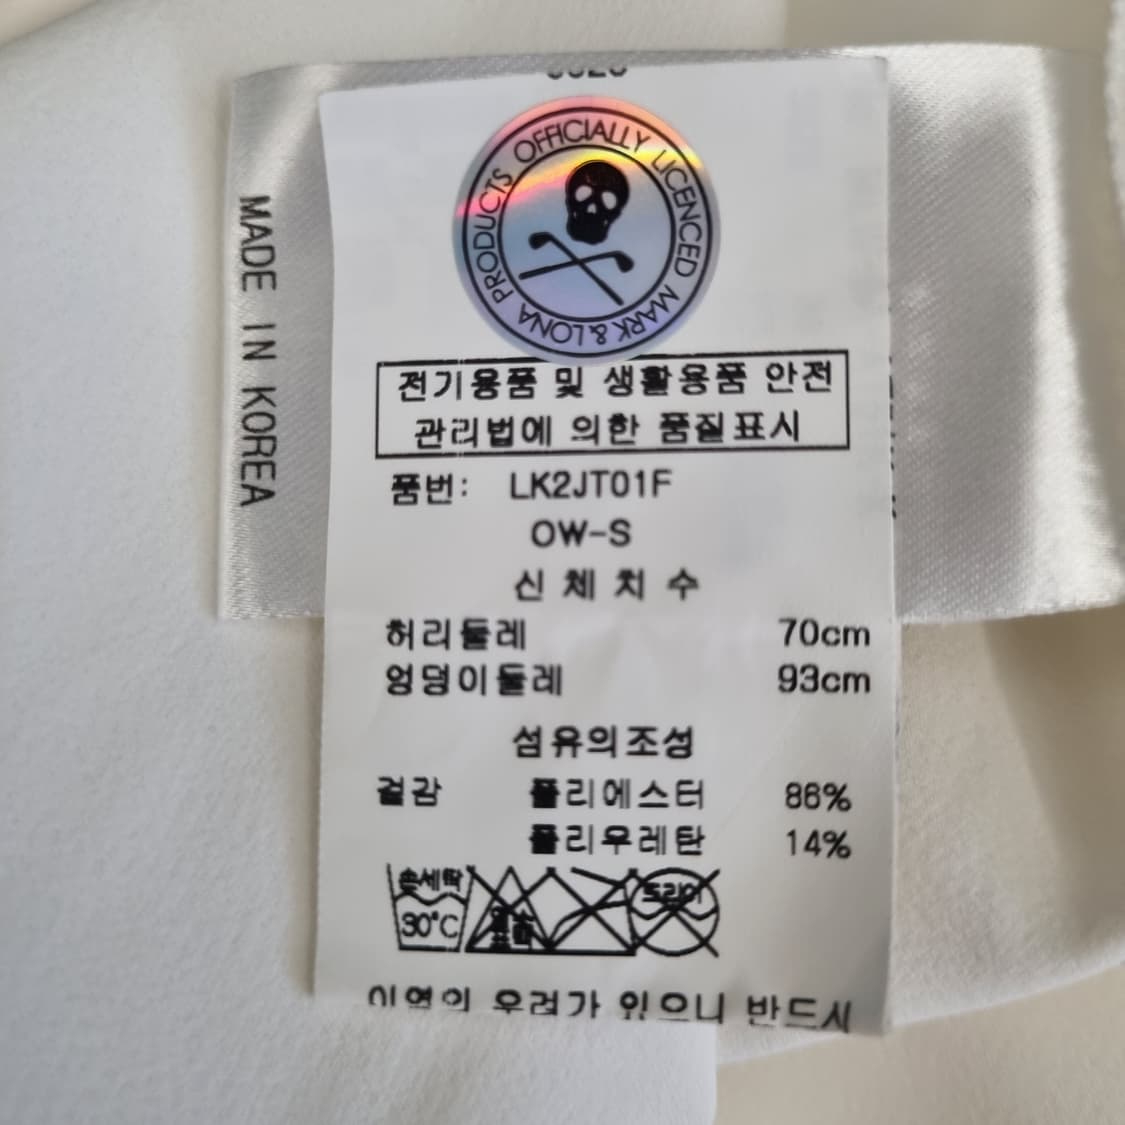 OFFICIALLY LICENCED MARK&LONA PRODUCTS
MADE IN KOREA
전기용품 및 생활용품 안전
관리법에 의한 품질표시
품번: LK2JT01F
OW-S
신체치수
허리둘레 70cm
엉덩이둘레 93cm
섬유의조성
겉감 폴리에스터 86%
폴리우레탄 14%
손세탁
30°C
드라이
이염의 우려가 있으니 반드시